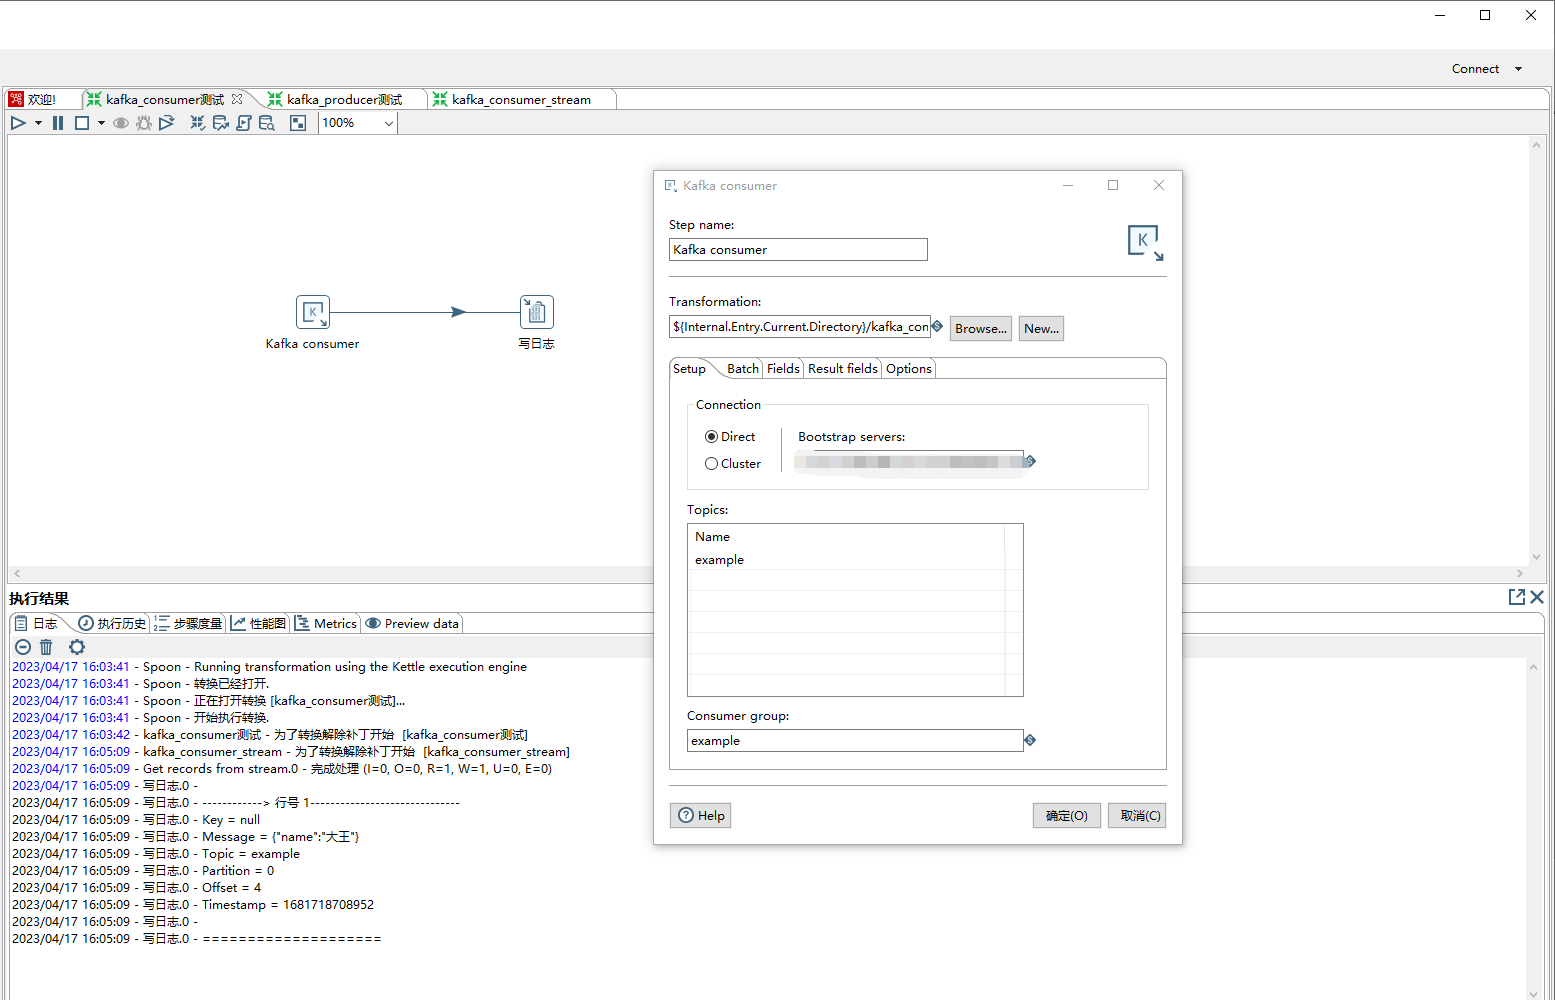 Connect
欢迎!
kafka_consumer测试
kafka_producer测试
kafka_consumer_stream
100%
Kafka consumer
写日志
Kafka consumer
Step name:
Kafka consumer
K
Transformation:
${Internal.Entry.Current.Directory}/kafka_con
Browse...
New...
Setup
Batch
Fields
Result fields
Options
Connection
Direct
Bootstrap servers:
Cluster
Topics:
Name
example
Consumer group:
example
Help
确定(O)
取消(C)
执行结果
日志
执行历史
步骤度量
性能图
Metrics
Preview data
2023/04/17 16:03:41 - Spoon - Running transformation using the Kettle execution engine
2023/04/17 16:03:41 - Spoon - 转换已经打开.
2023/04/17 16:03:41 - Spoon - 正在打开转换 [kafka_consumer测试]...
2023/04/17 16:03:41 - Spoon - 开始执行转换.
2023/04/17 16:03:42 - kafka_consumer测试 - 为了转换解除补丁开始  [kafka_consumer测试]
2023/04/17 16:05:09 - kafka_consumer_stream - 为了转换解除补丁开始  [kafka_consumer_stream]
2023/04/17 16:05:09 - Get records from stream.0 - 完成处理 (I=0, O=0, R=1, W=1, U=0, E=0)
2023/04/17 16:05:09 - 写日志.0 -
2023/04/17 16:05:09 - 写日志.0 - ------------> 行号 1------------------------------
2023/04/17 16:05:09 - 写日志.0 - Key = null
2023/04/17 16:05:09 - 写日志.0 - Message = {"name":"大王"}
2023/04/17 16:05:09 - 写日志.0 - Topic = example
2023/04/17 16:05:09 - 写日志.0 - Partition = 0
2023/04/17 16:05:09 - 写日志.0 - Offset = 4
2023/04/17 16:05:09 - 写日志.0 - Timestamp = 1681718708952
2023/04/17 16:05:09 - 写日志.0 -
2023/04/17 16:05:09 - 写日志.0 - ====================